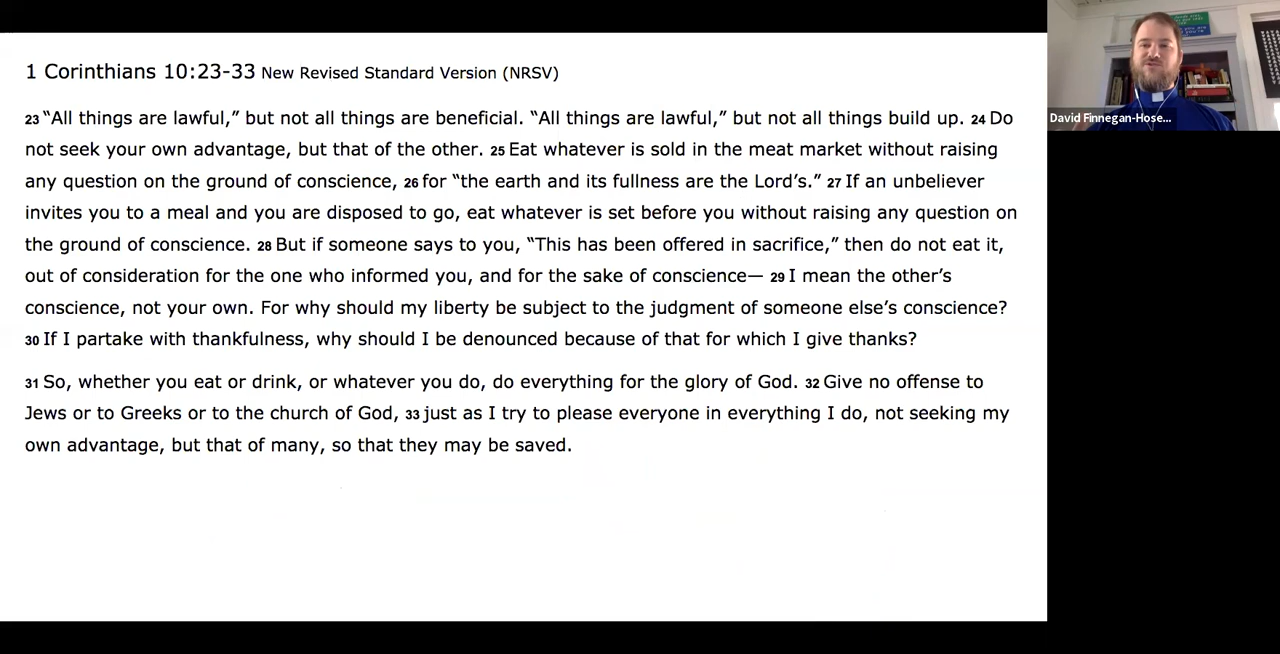 1 Corinthians 10:23-33 New Revised Standard Version (NRSV)
23 “All things are lawful,” but not all things are beneficial. “All things are lawful,” but not all things build up. 24 Do
not seek your own advantage, but that of the other. 25 Eat whatever is sold in the meat market without raising
any question on the ground of conscience, 26 for “the earth and its fullness are the Lord’s.” 27 If an unbeliever
invites you to a meal and you are disposed to go, eat whatever is set before you without raising any question on
the ground of conscience. 28 But if someone says to you, “This has been offered in sacrifice,” then do not eat it,
out of consideration for the one who informed you, and for the sake of conscience— 29 I mean the other’s
conscience, not your own. For why should my liberty be subject to the judgment of someone else’s conscience?
30 If I partake with thankfulness, why should I be denounced because of that for which I give thanks?
31 So, whether you eat or drink, or whatever you do, do everything for the glory of God. 32 Give no offense to
Jews or to Greeks or to the church of God, 33 just as I try to please everyone in everything I do, not seeking my
own advantage, but that of many, so that they may be saved.
David Finnegan-Hose...